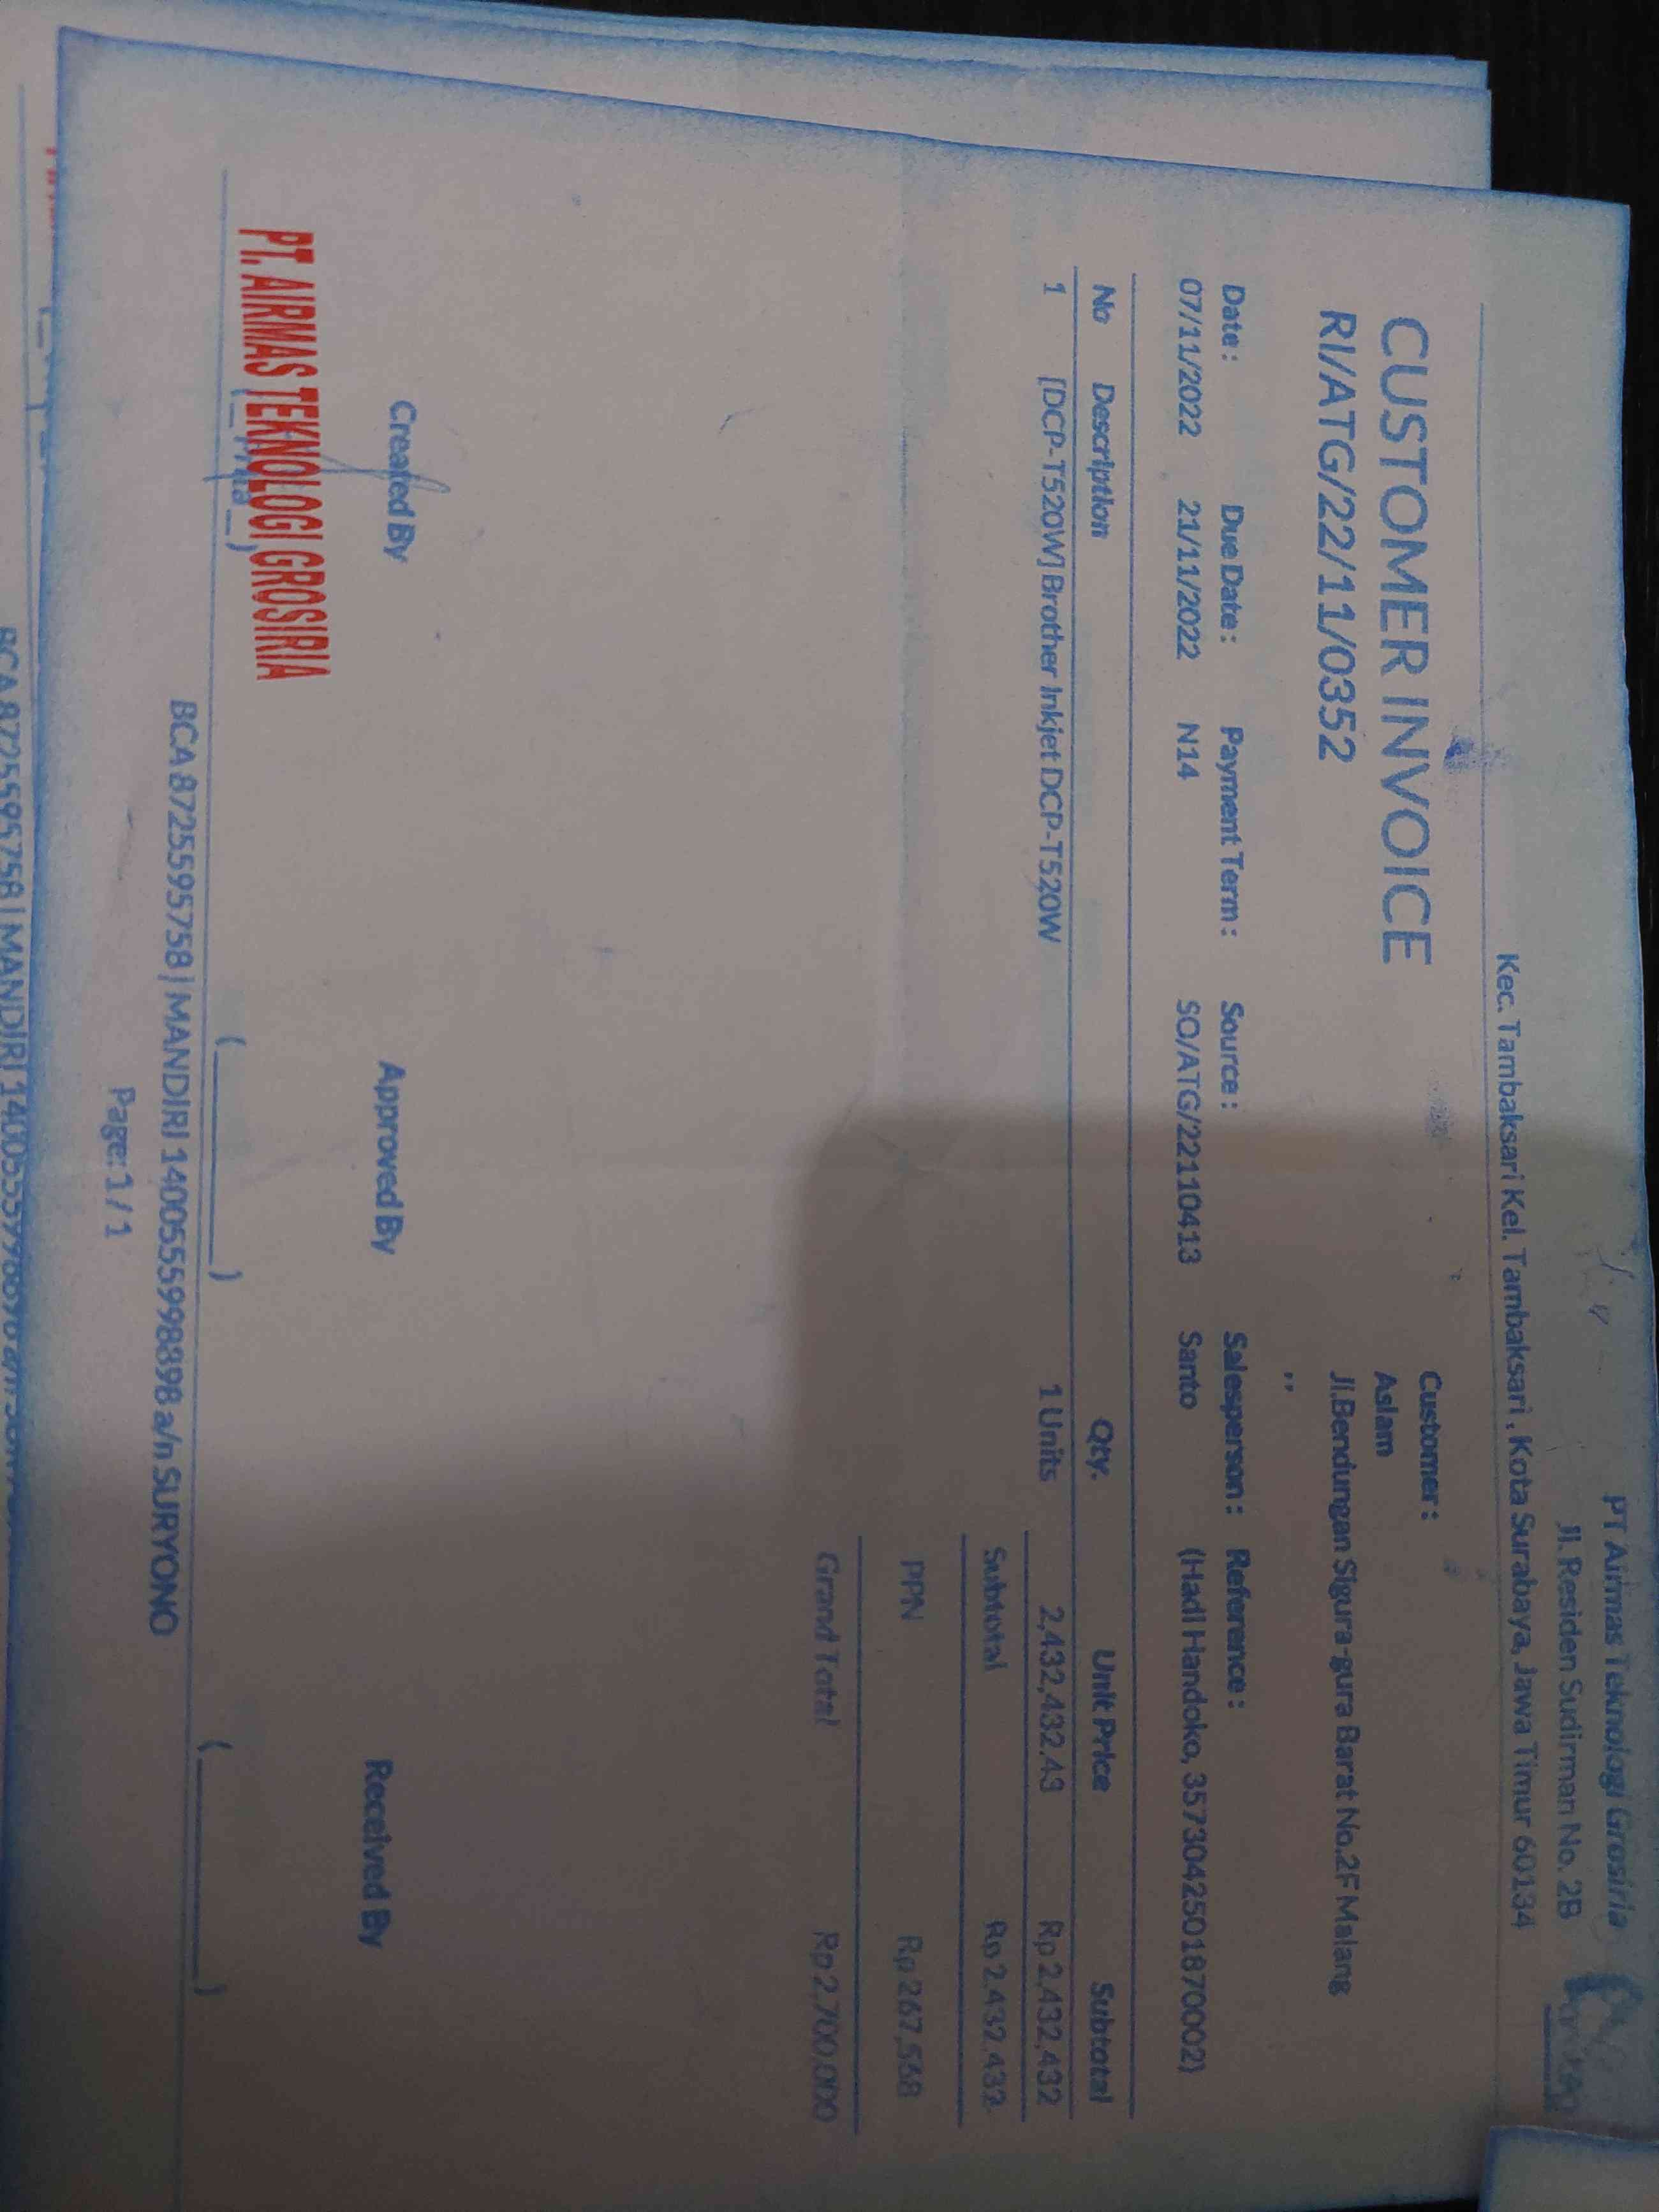 PT Airmas Teknologi Grosiria
Jl. Residen Sudirman No. 2B
Kec. Tambaksari Kel. Tambaksari, Kota Surabaya, Jawa Timur 60134
CUSTOMER INVOICE
RI/ATG/22/11/0352
Customer :
Aslam
Jl.Bendungan Sigura-gura Barat No.2F Malang
, ,
Date : Due Date : Payment Term : Source : Salesperson : Reference :
07/11/2022 21/11/2022 N14 SO/ATG/22110413 Santo (Hadi Handoko, 3573042501870002)
No Description Qty. Unit Price Subtotal
1 [DCP-T520W] Brother Inkjet DCP-T520W 1 Units 2,432,432.43 Rp 2,432,432
Subtotal Rp 2,432,432
PPN Rp 267,568
Grand Total Rp 2,700,000
Created By Approved By Received By
PT. AIRMAS TEKNOLOGI GROSIRIA
BCA 8725595758 | MANDIRI 1400555998898 a/n SURYONO
Page: 1 / 1
BCA 8725595758 | MANDIRI